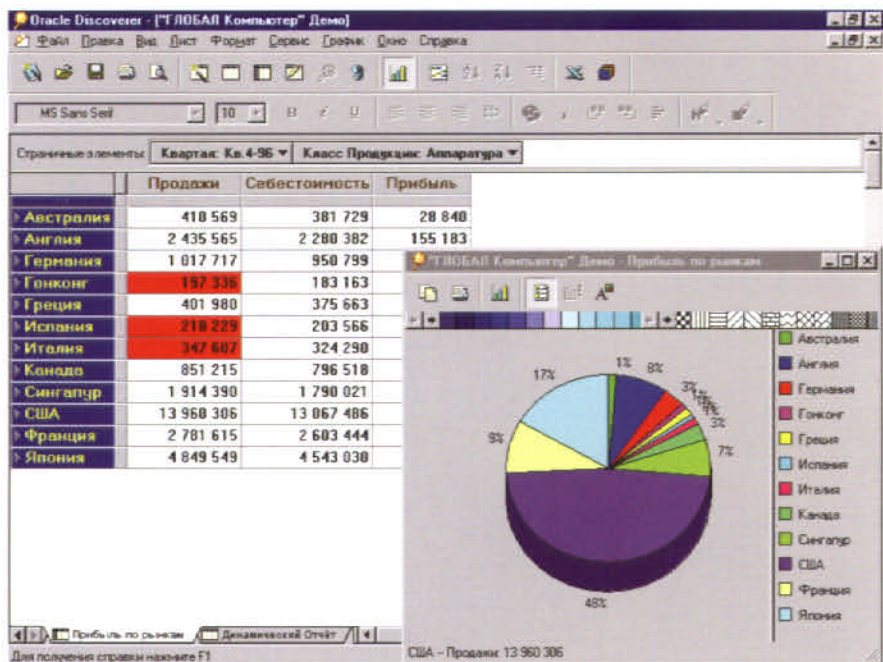 Oracle Discoverer - ["ГЛОБАЛ Компьютер" Демо]
Файл Правка Вид Лист Формат Сервис График Окно Справка
MS Sans Serif 10
Страничные элементы: Квартал: Кв.4-96 Класс Продукции: Аппаратура
Продажи Себестоимость Прибыль
Австралия 410 569 381 729 28 840
Англия 2 435 565 2 280 382 155 183
Германия 1 017 717 950 799
Гонконг 197 336 183 163
Греция 401 980 375 663
Испания 218 229 203 566
Италия 347 607 324 290
Канада 851 215 796 518
Сингапур 1 914 390 1 790 021
США 13 960 306 13 067 486
Франция 2 781 615 2 603 444
Япония 4 849 549 4 543 030
Прибыль по рынкам Динамический Отчёт
Для получения справки нажмите F1
"ГЛОБАЛ Компьютер" Демо - Прибыль по рынкам
1%
8%
3%
3%
7%
48%
9%
17%
Австралия
Англия
Германия
Гонконг
Греция
Испания
Италия
Канада
Сингапур
США
Франция
Япония
США - Продажи: 13 960 306